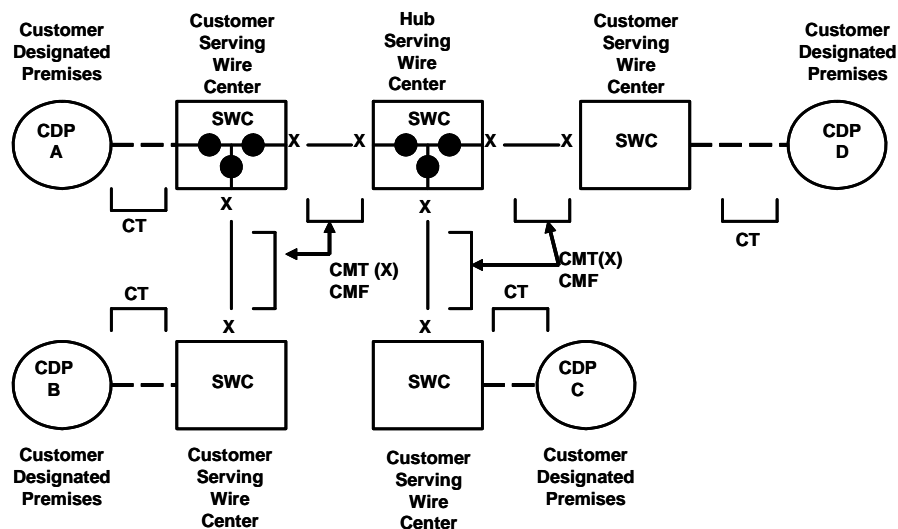 Customer
Designated
Premises
Customer
Serving
Wire
Center
Hub
Serving
Wire
Center
Customer
Serving
Wire
Center
Customer
Designated
Premises
CDP
A
SWC
X
X
SWC
X
X
SWC
CDP
D
CT
X
X
CT
CMT (X)
CMF
CMT(X)
CMF
CT
CT
X
X
CDP
B
SWC
SWC
CDP
C
Customer
Designated
Premises
Customer
Serving
Wire
Center
Customer
Serving
Wire
Center
Customer
Designated
Premises